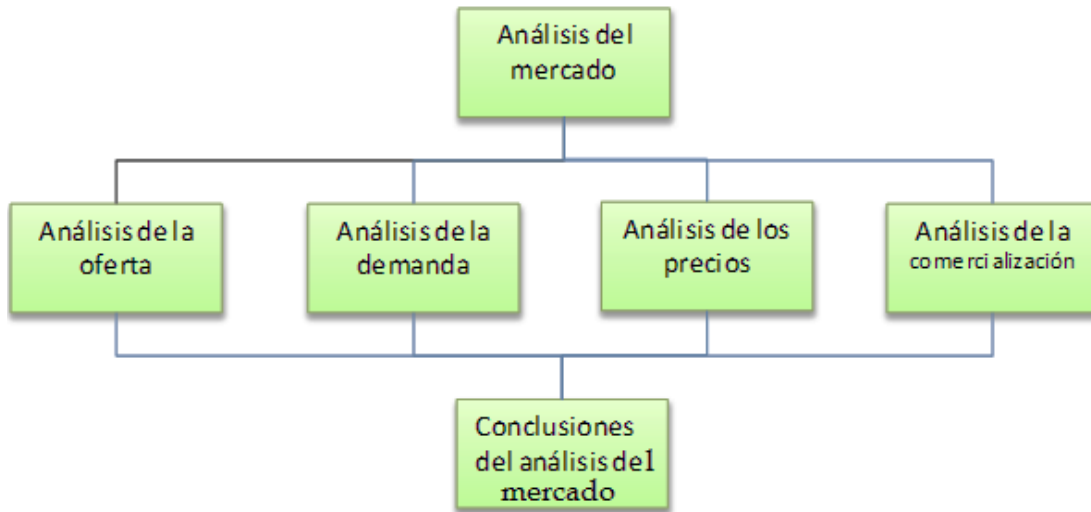 Análisis del
mercado
Análisis de la
oferta
Análisis de la
demanda
Análisis de los
precios
Análisis de la
comercialización
Conclusiones
del análisis del
mercado